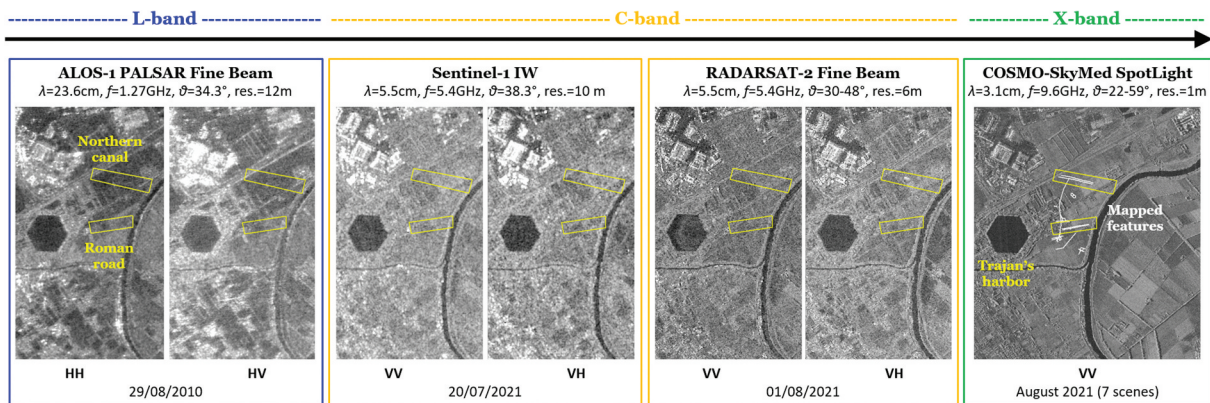 L-band
C-band
X-band
ALOS-1 PALSAR Fine Beam
λ=23.6cm, f=1.27GHz, ϑ=34.3°, res.=12m
Northern
canal
Roman
road
HH
HV
29/08/2010
Sentinel-1 IW
λ=5.5cm, f=5.4GHz, ϑ=38.3°, res.=10 m
VV
VH
20/07/2021
RADARSAT-2 Fine Beam
λ=5.5cm, f=5.4GHz, ϑ=30-48°, res.=6m
VV
VH
01/08/2021
COSMO-SkyMed SpotLight
λ=3.1cm, f=9.6GHz, ϑ=22-59°, res.=1m
Mapped
features
Trajan's
harbor
VV
August 2021 (7 scenes)